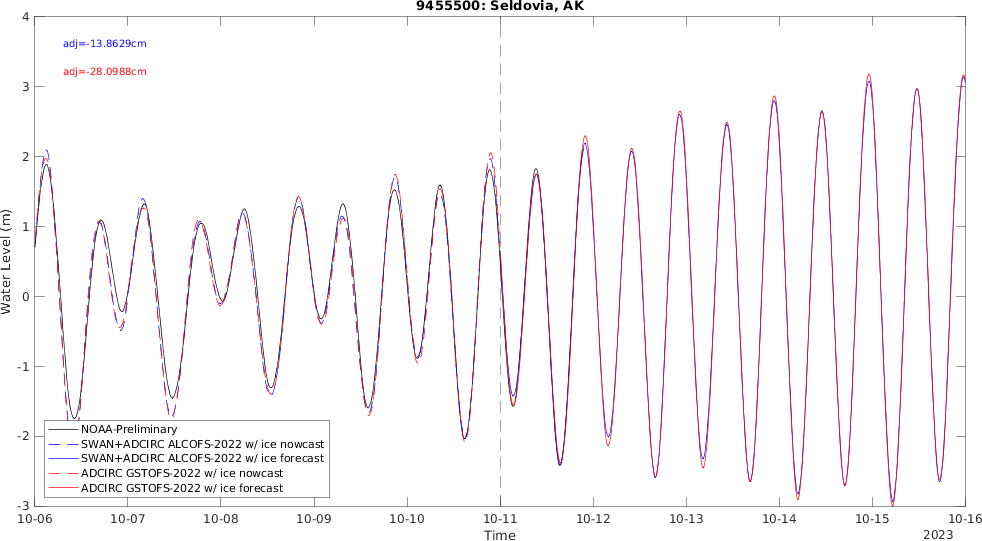 9455500: Seldovia, AK
adj=-13.8629cm
adj=-28.0988cm
Water Level (m)
4
3
2
1
0
-1
-2
-3
NOAA-Preliminary
SWAN+ADCIRC ALCOFS-2022 w/ ice nowcast
SWAN+ADCIRC ALCOFS-2022 w/ ice forecast
ADCIRC GSTOFS-2022 w/ ice nowcast
ADCIRC GSTOFS-2022 w/ ice forecast
10-06 10-07 10-08 10-09 10-10 10-11 10-12 10-13 10-14 10-15 10-16
Time
2023